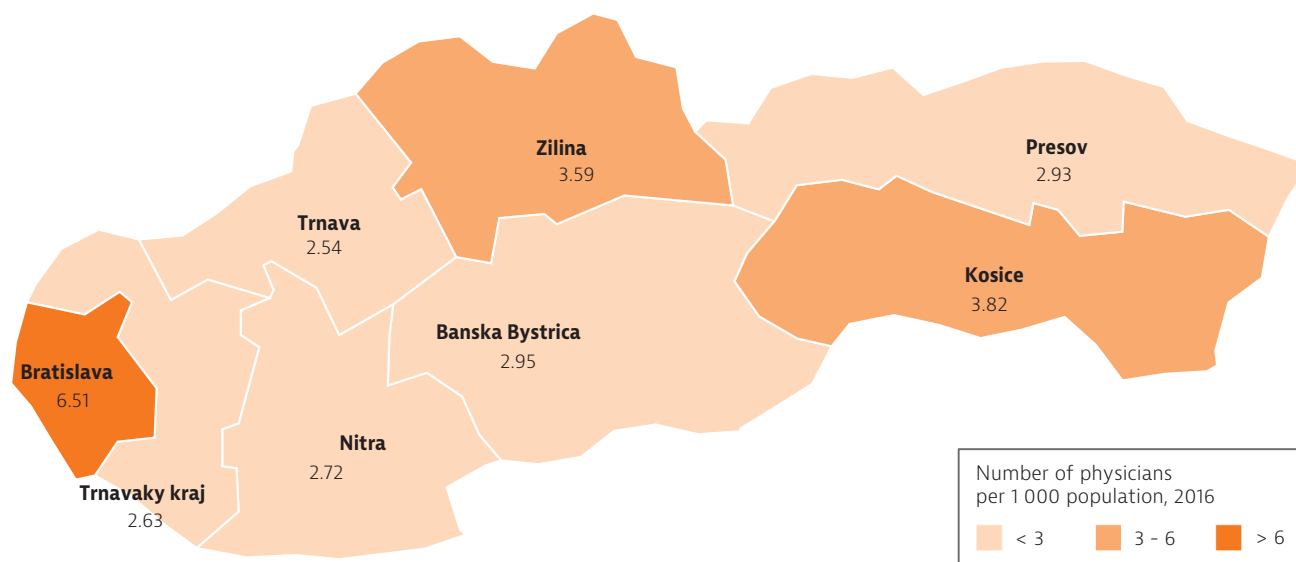 Zilina
3.59
Presov
2.93
Trnava
2.54
Kosice
3.82
Banska Bystrica
2.95
Bratislava
6.51
Nitra
2.72
Trnavaky kraj
2.63
Number of physicians
per 1 000 population, 2016
< 3
3 - 6
> 6